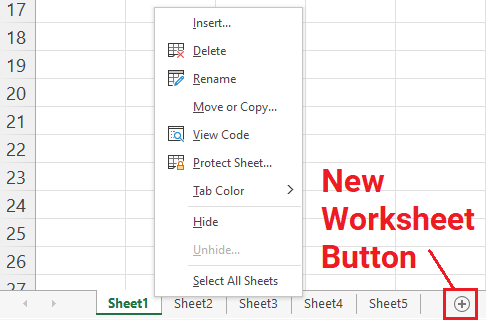 17
18
19
20
21
22
23
24
25
26
27
Insert...
Delete
Rename
Move or Copy...
View Code
Protect Sheet...
Tab Color
Hide
Unhide...
Select All Sheets
New
Worksheet
Button
Sheet1 Sheet2 Sheet3 Sheet4 Sheet5